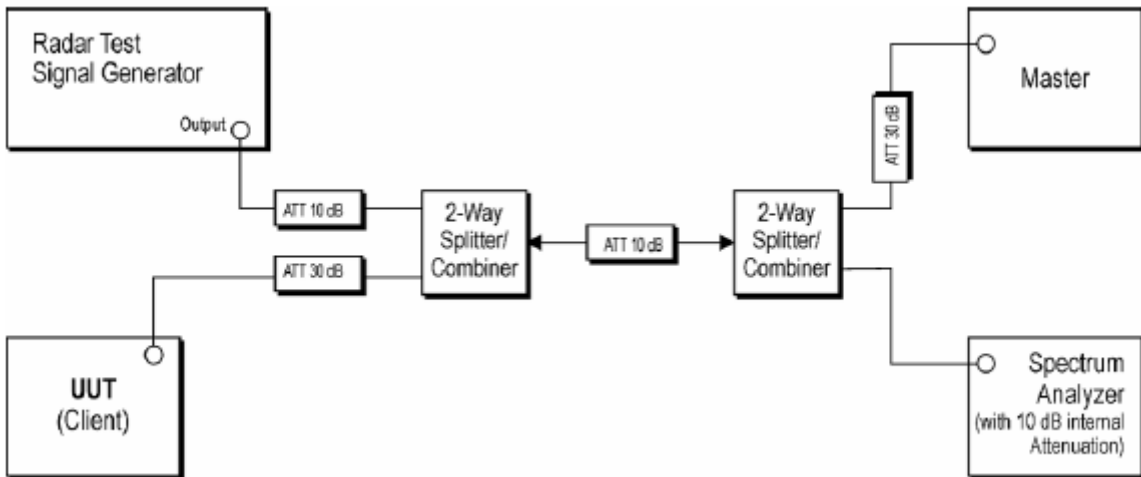 Radar Test
Signal Generator
Output
ATT 10 dB
ATT 30 dB
UUT
(Client)
2-Way
Splitter/
Combiner
ATT 10 dB
2-Way
Splitter/
Combiner
ATT 30 dB
Master
Spectrum
Analyzer
(with 10 dB internal
Attenuation)